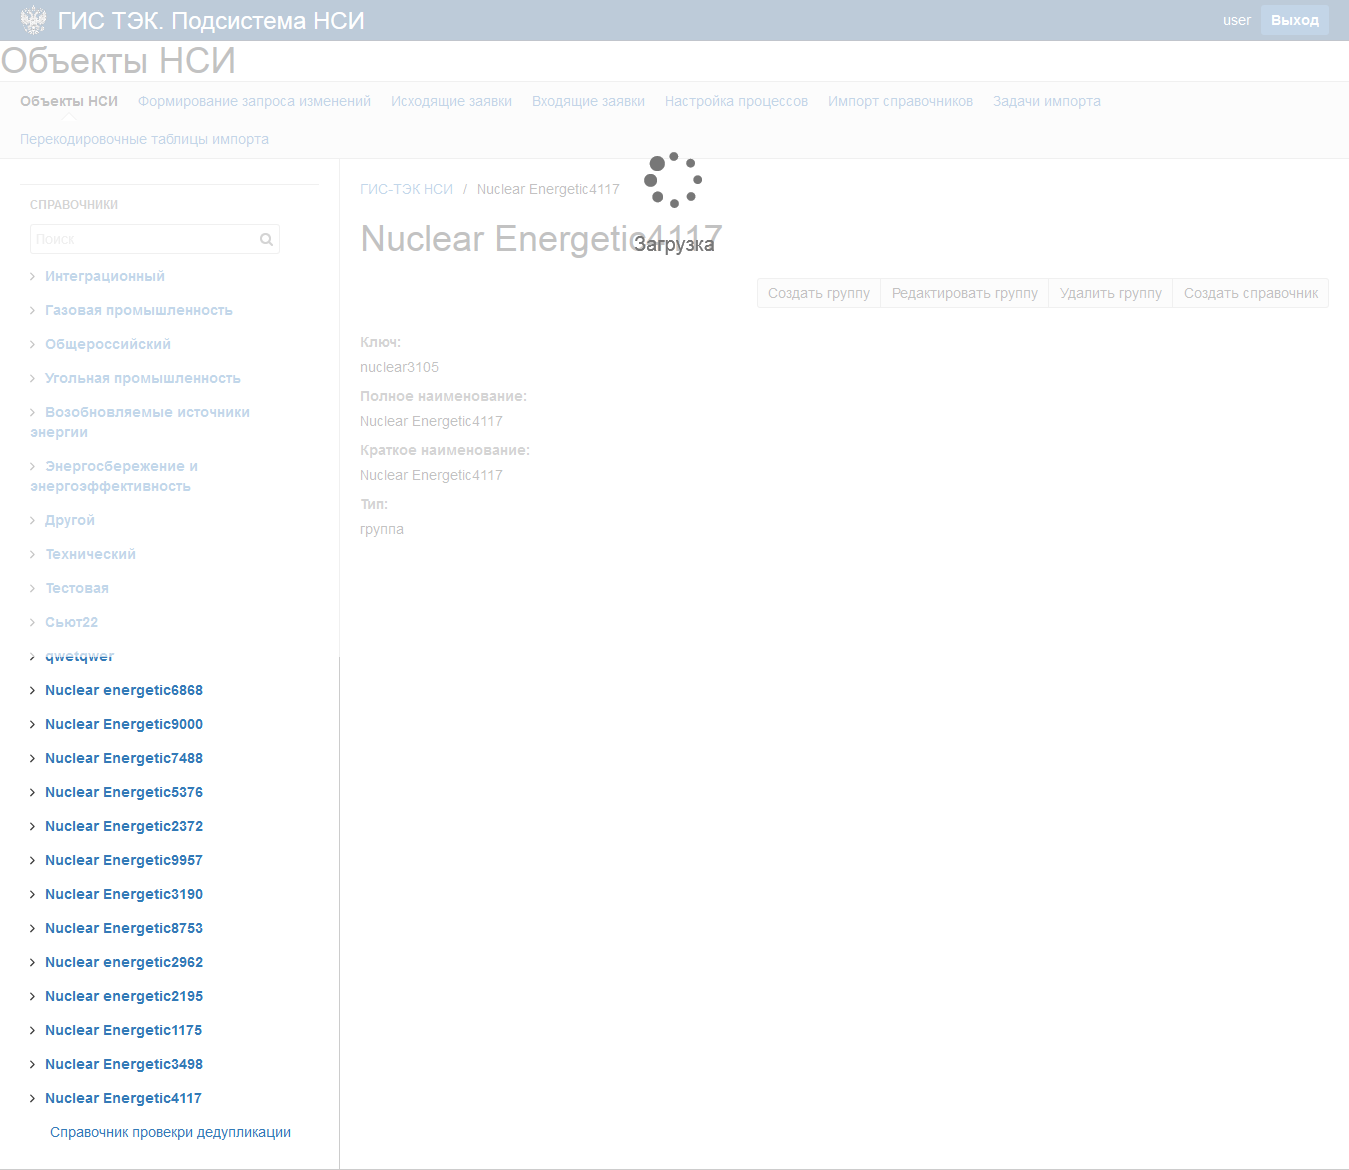 ГИС ТЭК. Подсистема НСИ
user Выход
Объекты НСИ
Объекты НСИ Формирование запроса изменений Исходящие заявки Входящие заявки Настройка процессов Импорт справочников Задачи импорта
Перекодировочные таблицы импорта
СПРАВОЧНИКИ
Поиск
Интеграционный
Газовая промышленность
Общероссийский
Угольная промышленность
Возобновляемые источники
энергии
Энергосбережение и
энергоэффективность
Другой
Технический
Тестовая
Сьют22
qwetqwer
Nuclear energetic6868
Nuclear Energetic9000
Nuclear Energetic7488
Nuclear Energetic5376
Nuclear Energetic2372
Nuclear Energetic9957
Nuclear Energetic3190
Nuclear Energetic8753
Nuclear energetic2962
Nuclear energetic2195
Nuclear Energetic1175
Nuclear Energetic3498
Nuclear Energetic4117
Справочник провекри дедупликации
ГИС-ТЭК НСИ / Nuclear Energetic4117
Nuclear Energetic4117
Загрузка
Создать группу Редактировать группу Удалить группу Создать справочник
Ключ:
nuclear3105
Полное наименование:
Nuclear Energetic4117
Краткое наименование:
Nuclear Energetic4117
Тип:
группа